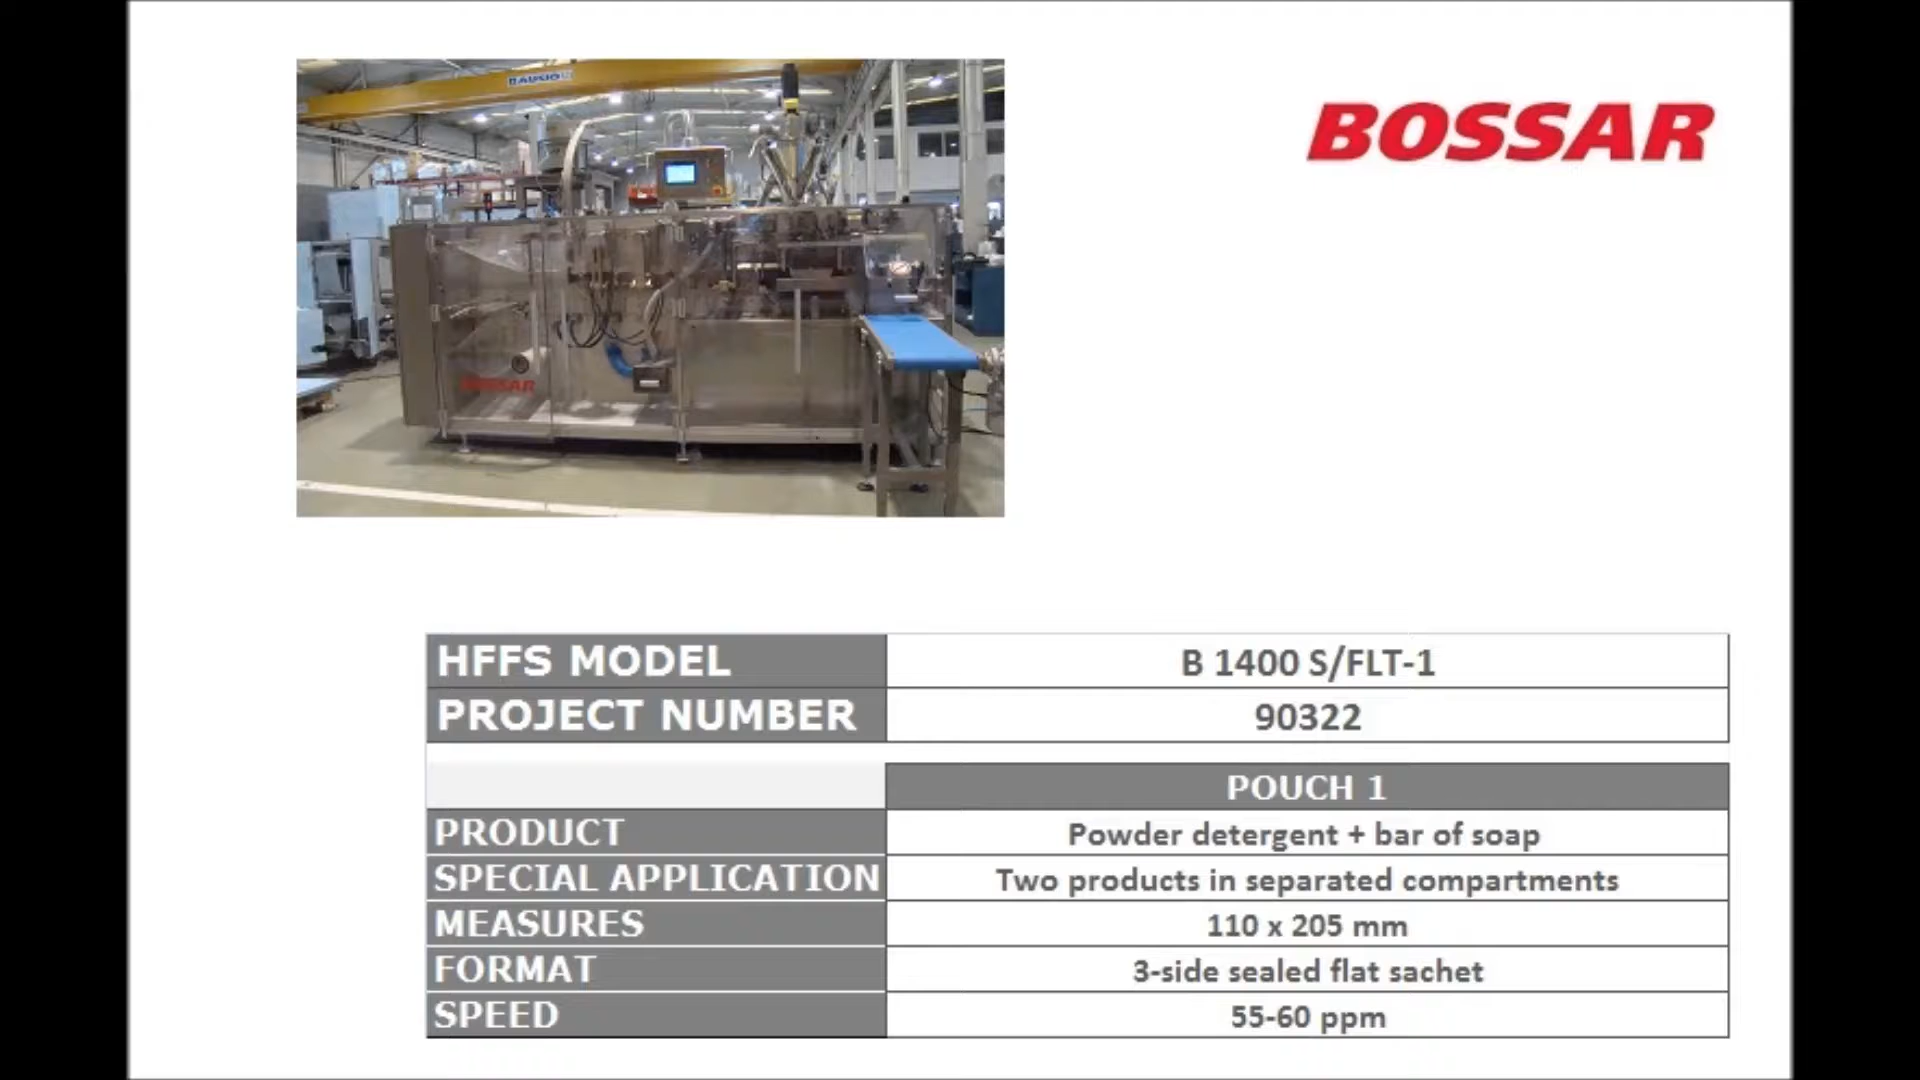 BOSSAR
BOSSAR
HFFS MODEL B 1400 S/FLT-1
PROJECT NUMBER 90322
POUCH 1
PRODUCT Powder detergent + bar of soap
SPECIAL APPLICATION Two products in separated compartments
MEASURES 110 x 205 mm
FORMAT 3-side sealed flat sachet
SPEED 55-60 ppm